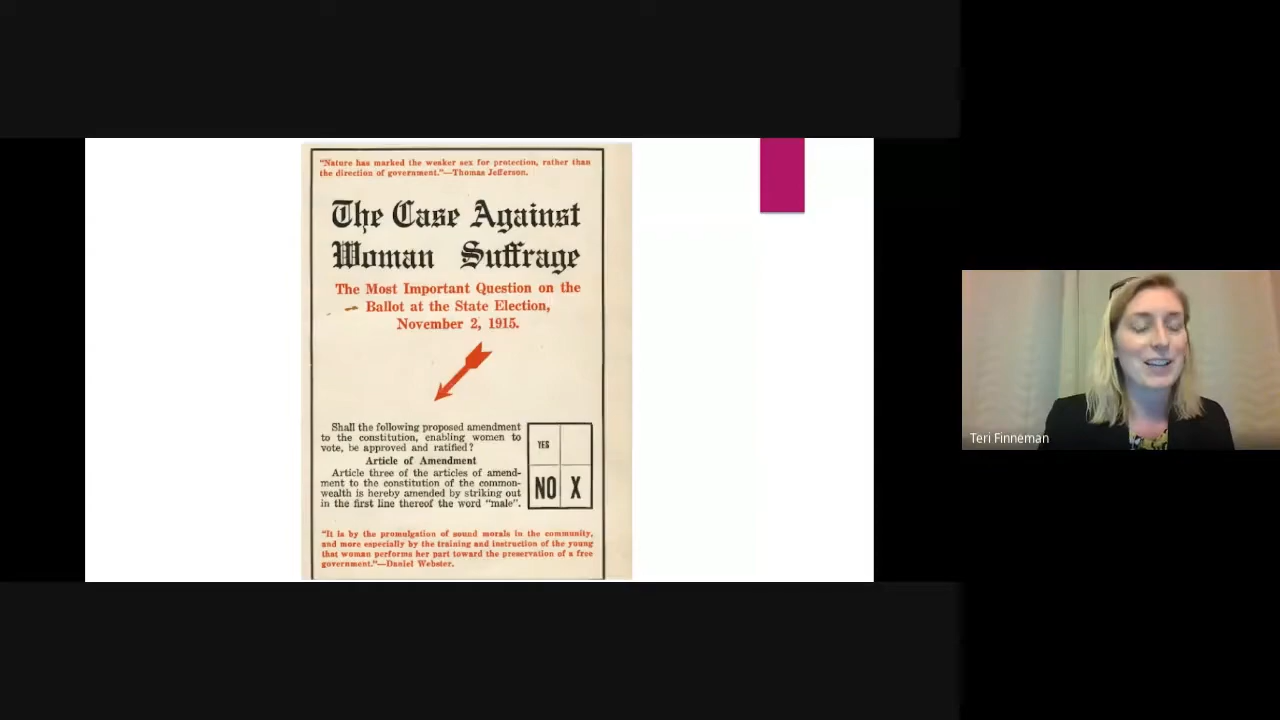 "Nature has marked the weaker sex for protection, rather than
the direction of government."—Thomas Jefferson.
The Case Against
Woman Suffrage
The Most Important Question on the
Ballot at the State Election,
November 2, 1915.
Shall the following proposed amendment
to the constitution, enabling women to
vote, be approved and ratified?
Article of Amendment
Article three of the articles of amend-
ment to the constitution of the common-
wealth is hereby amended by striking out
in the first line thereof the word "male".
YES
NO X
"It is by the promulgation of sound morals in the community,
and more especially by the training and instruction of the young
that woman performs her part toward the preservation of a free
government."—Daniel Webster.
Teri Finneman